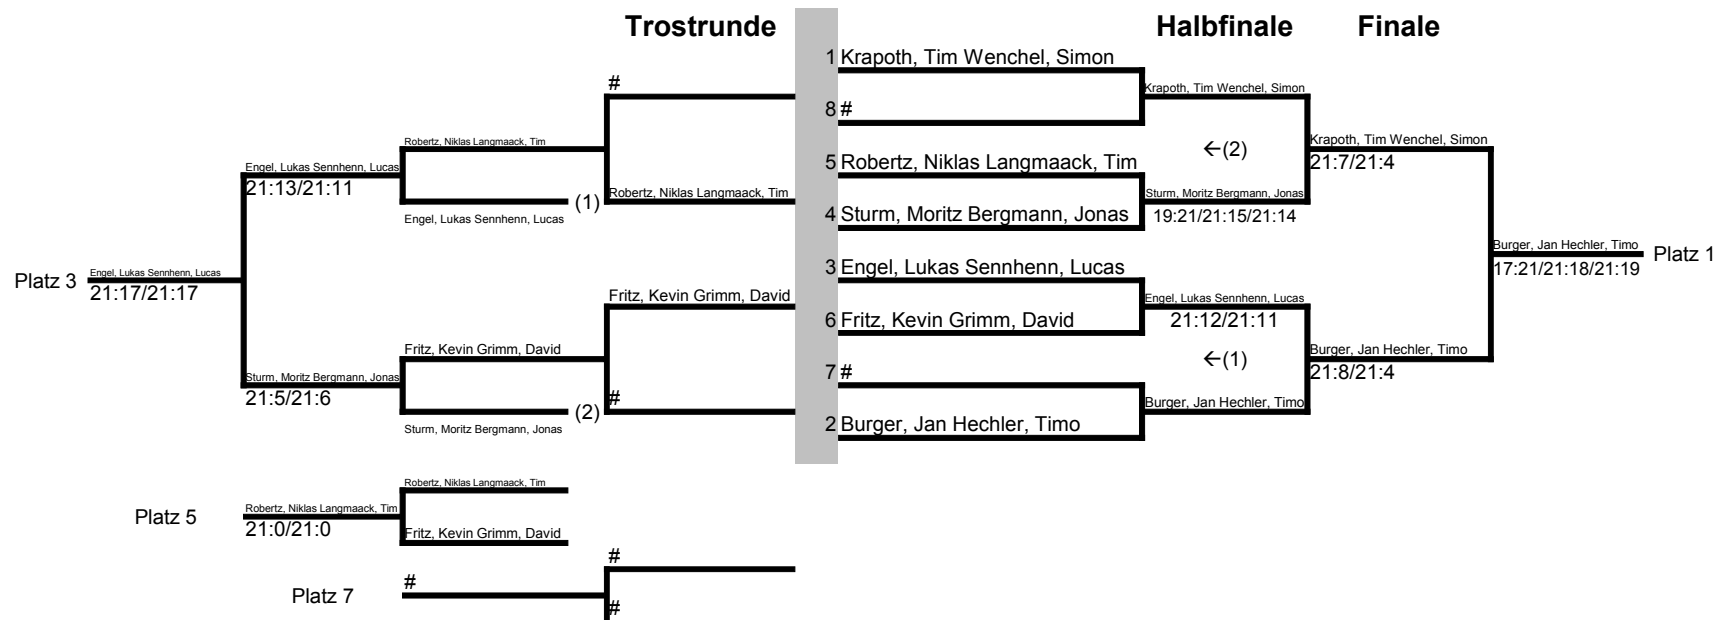 Trostrunde
Halbfinale
Finale
1 Krapoth, Tim Wenchel, Simon
#
Krapoth, Tim Wenchel, Simon
8 #
Robertz, Niklas Langmaack, Tim
Krapoth, Tim Wenchel, Simon
←(2)
Engel, Lukas Sennhenn, Lucas
5 Robertz, Niklas Langmaack, Tim
21:7/21:4
21:13/21:11
Robertz, Niklas Langmaack, Tim
Sturm, Moritz Bergmann, Jonas
(1)
Engel, Lukas Sennhenn, Lucas
4 Sturm, Moritz Bergmann, Jonas
19:21/21:15/21:14
Burger, Jan Hechler, Timo
Platz 1
17:21/21:18/21:19
3 Engel, Lukas Sennhenn, Lucas
Platz 3
Engel, Lukas Sennhenn, Lucas
21:17/21:17
Fritz, Kevin Grimm, David
Engel, Lukas Sennhenn, Lucas
6 Fritz, Kevin Grimm, David
21:12/21:11
Fritz, Kevin Grimm, David
Burger, Jan Hechler, Timo
←(1)
Sturm, Moritz Bergmann, Jonas
7 #
21:8/21:4
21:5/21:6
#
Burger, Jan Hechler, Timo
(2)
Sturm, Moritz Bergmann, Jonas
2 Burger, Jan Hechler, Timo
Robertz, Niklas Langmaack, Tim
Platz 5
Robertz, Niklas Langmaack, Tim
21:0/21:0
Fritz, Kevin Grimm, David
#
Platz 7
#
#